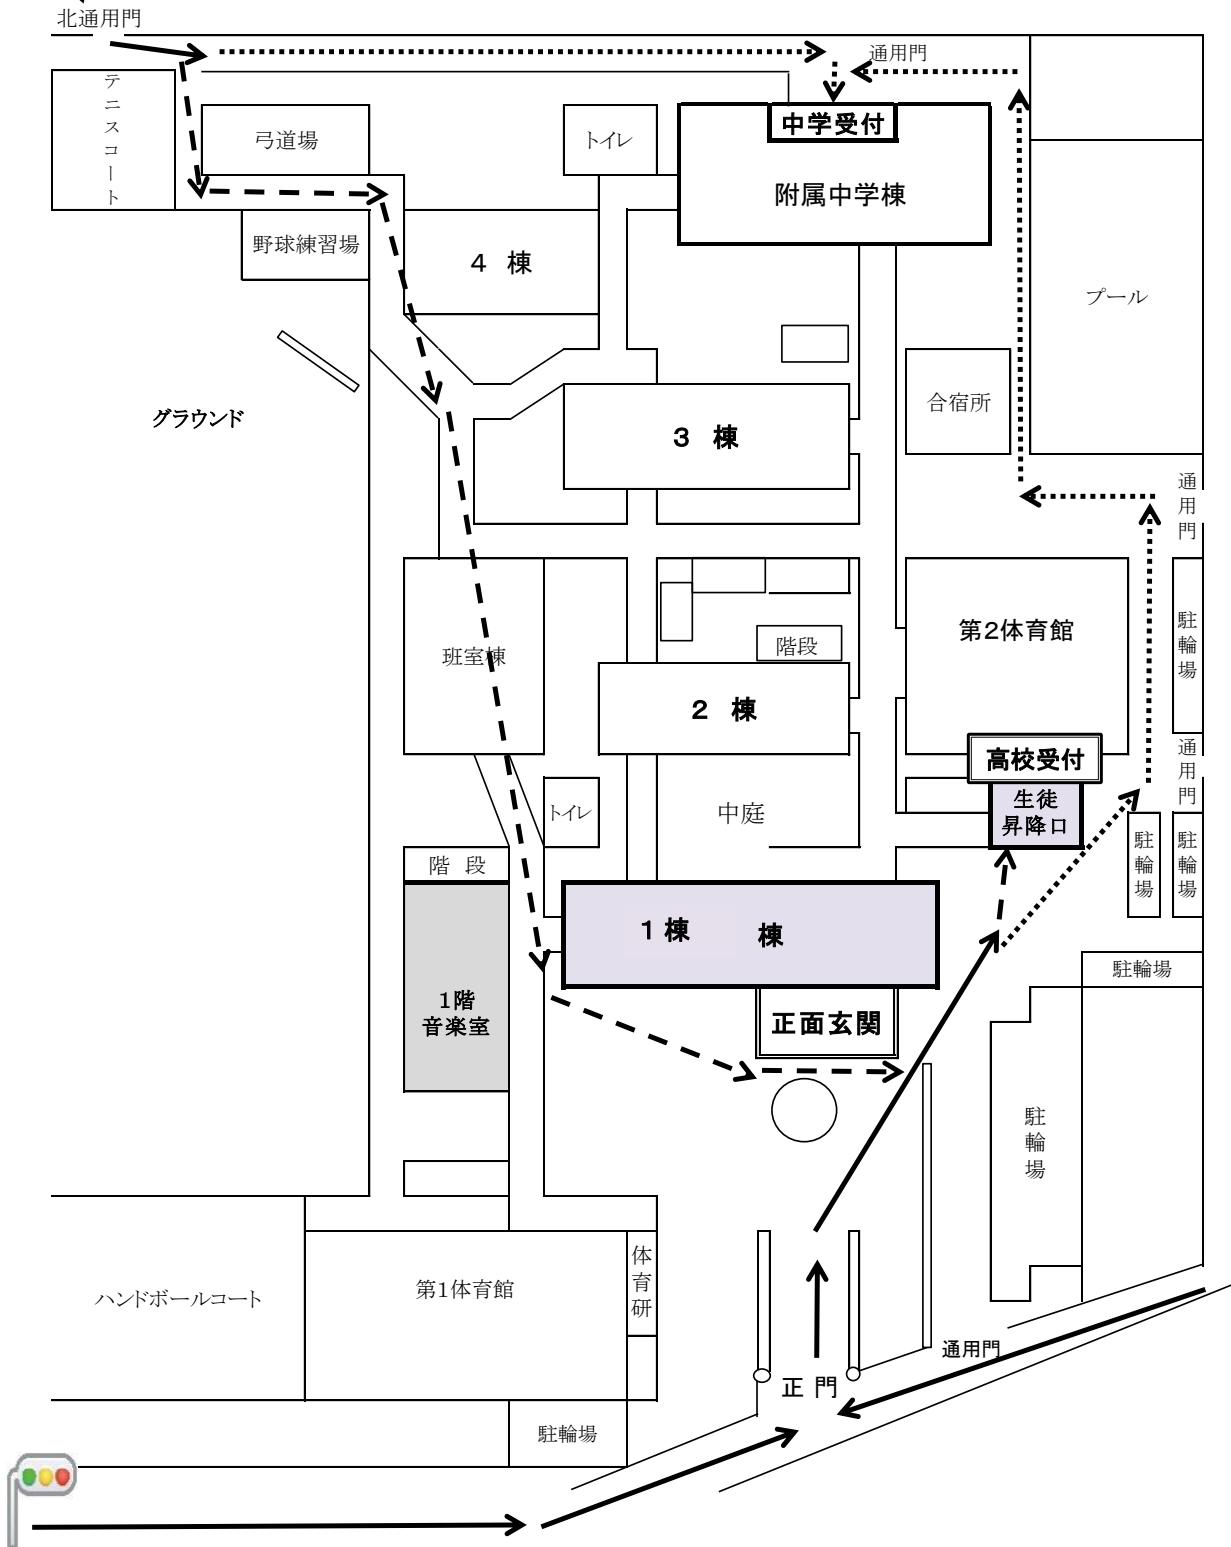 北通用門
通用門
テニスコート
弓道場
トイレ
中学受付
附属中学棟
野球練習場
４ 棟
プール
グラウンド
３ 棟
合宿所
通用門
班室棟
階段
２ 棟
第2体育館
駐輪場
高校受付
通用門
生徒
昇降口
トイレ
中庭
駐輪場
駐輪場
階 段
１棟 棟
駐輪場
1階
音楽室
正面玄関
駐輪場
ハンドボールコート
第1体育館
体育研
通用門
正 門
駐輪場